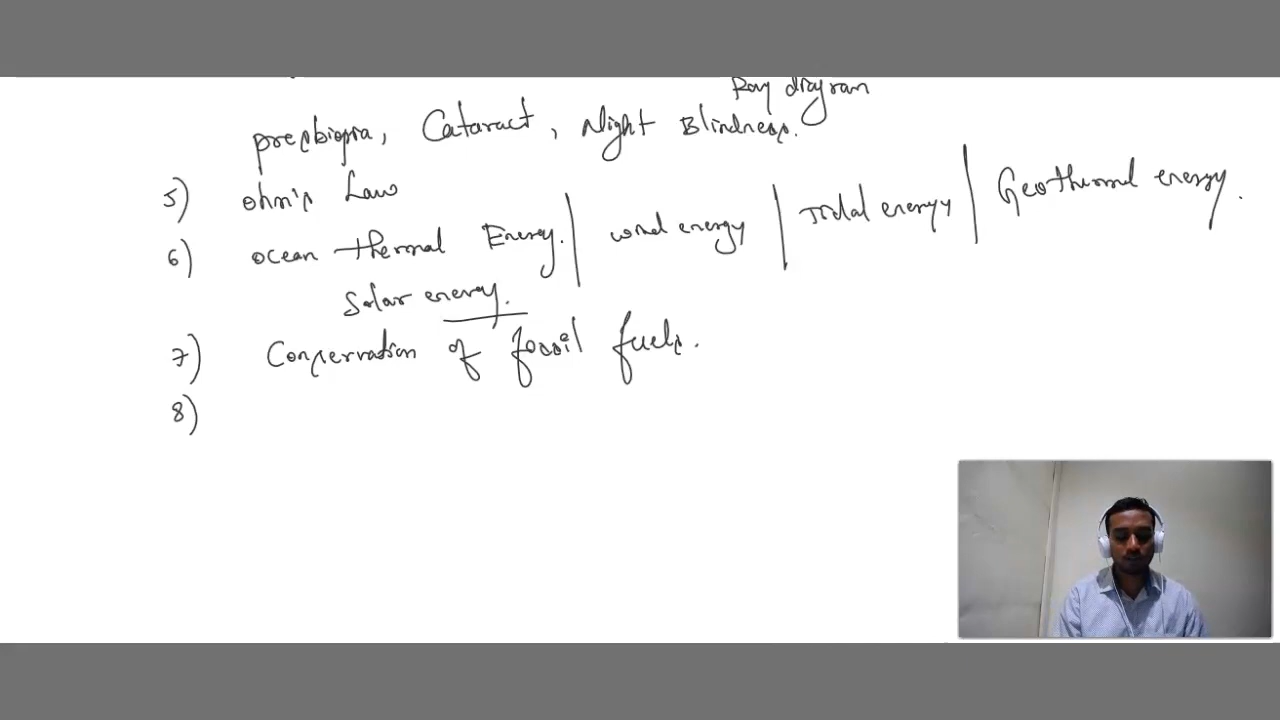 Ray diagram
presbiopia, Cataract, Night Blindness.
5) ohm's Law
6) ocean thermal Energy. | wind energy | Tidal energy | Geothermal energy.
Solar energy.
7) Conservation of fossil fuels.
8)